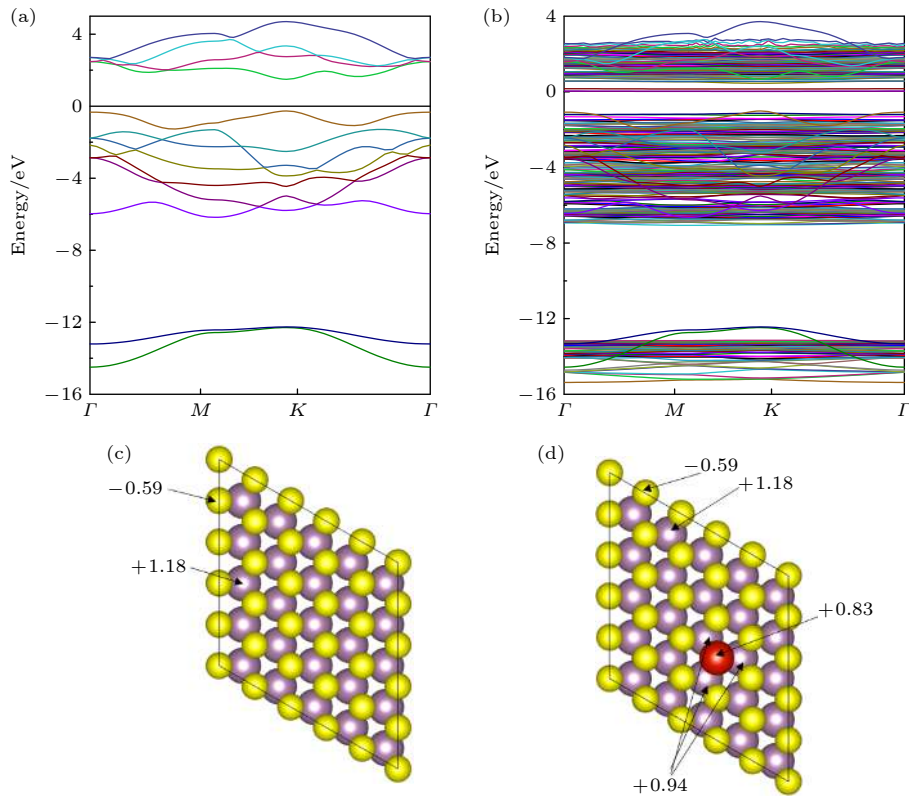 (a)
Energy/eV
4
0
−4
−8
−12
−16
Γ M K Γ
(b)
Energy/eV
4
0
−4
−8
−12
−16
Γ M K Γ
(c)
−0.59
+1.18
(d)
−0.59
+1.18
+0.83
+0.94